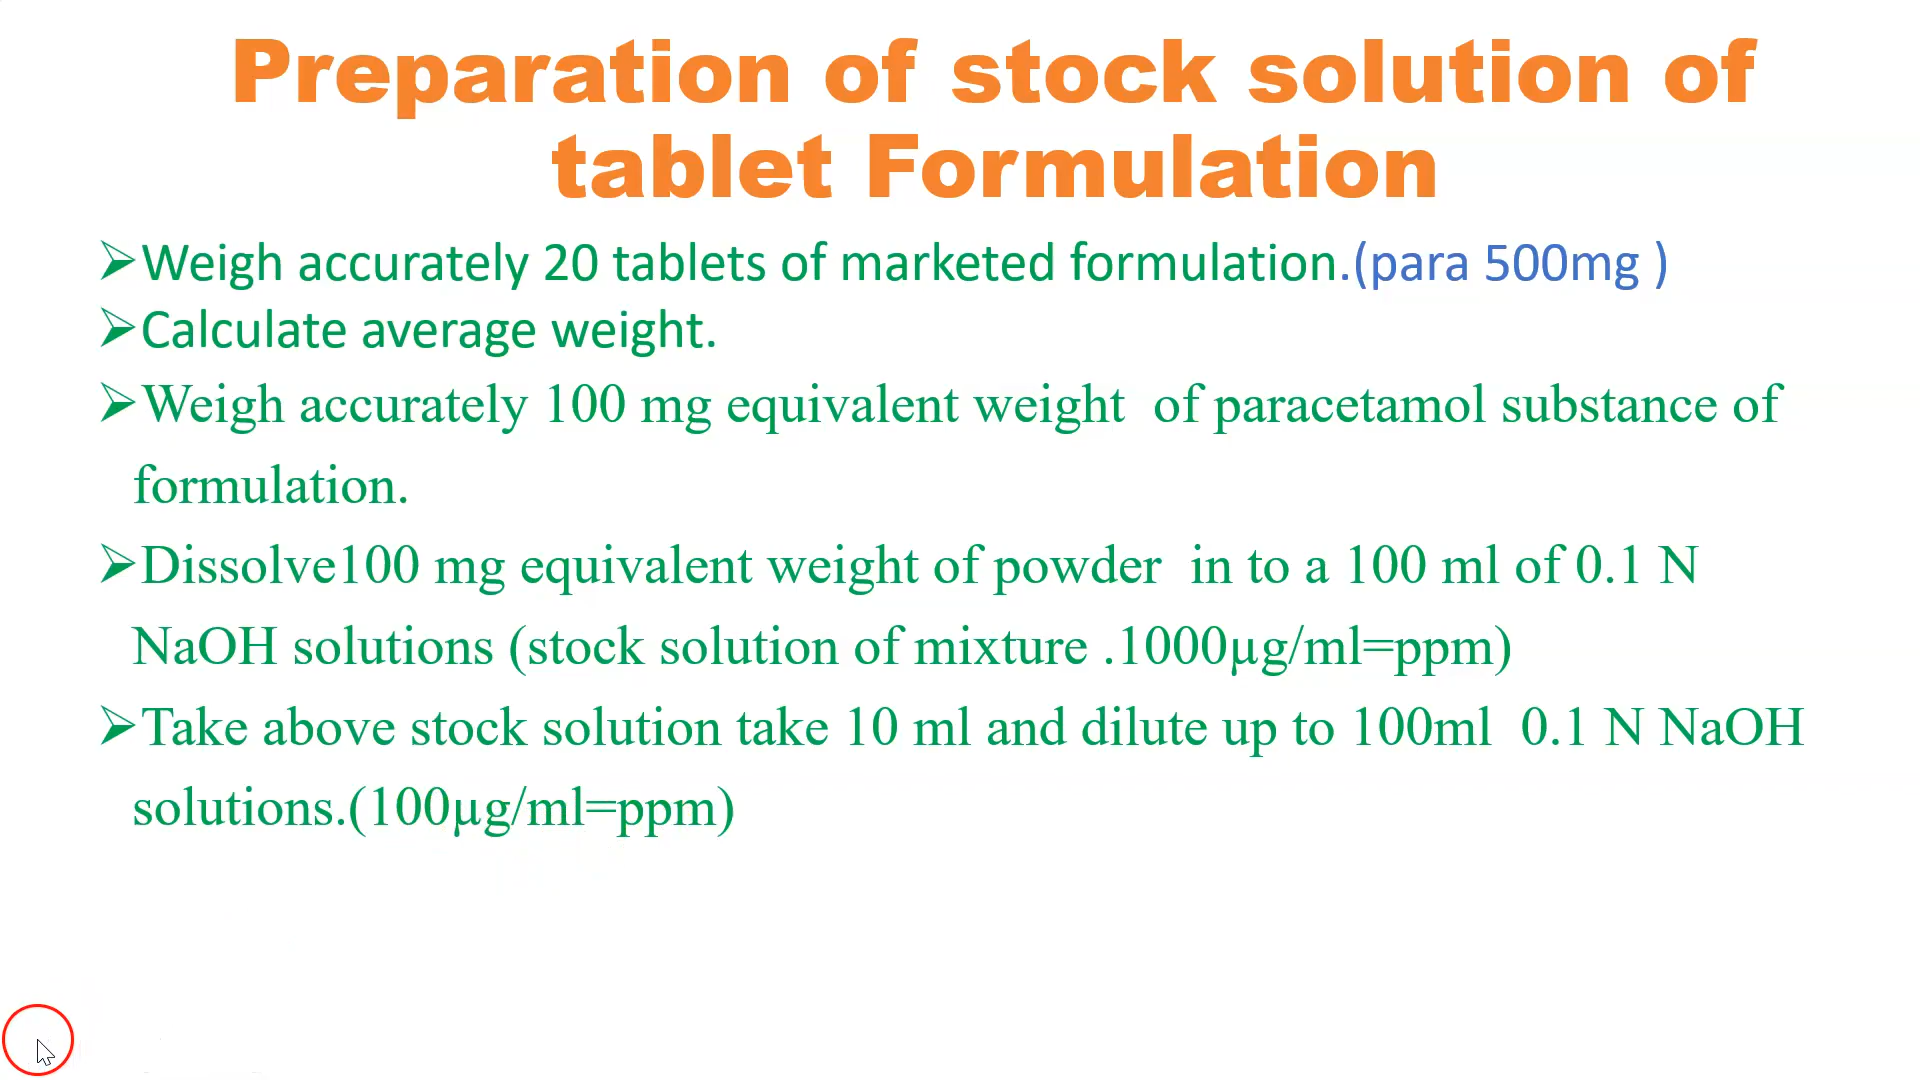 Preparation of stock solution of
tablet Formulation
➢Weigh accurately 20 tablets of marketed formulation.(para 500mg )
➢Calculate average weight.
➢Weigh accurately 100 mg equivalent weight  of paracetamol substance of
formulation.
➢Dissolve100 mg equivalent weight of powder  in to a 100 ml of 0.1 N
NaOH solutions (stock solution of mixture .1000µg/ml=ppm)
➢Take above stock solution take 10 ml and dilute up to 100ml  0.1 N NaOH
solutions.(100µg/ml=ppm)